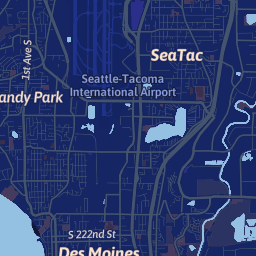 1st Ave S
SeaTac
Seattle-Tacoma
International Airport
andy Park
S 222nd St
Des Moines